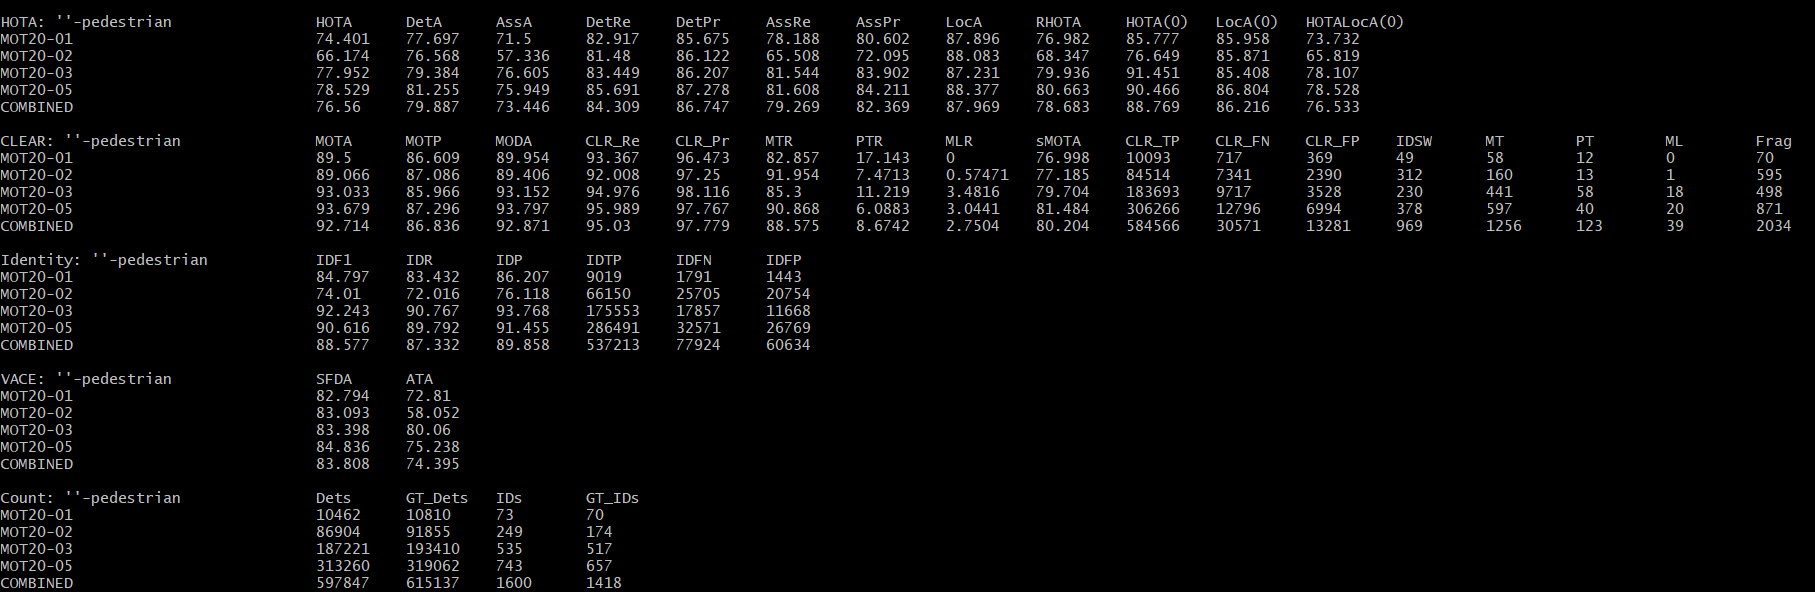 HOTA: ''-pedestrian HOTA DetA AssA DetRe DetPr AssRe AssPr LocA RHOTA HOTA(0) LocA(0) HOTALocA(0)
MOT20-01 74.401 77.697 71.5 82.917 85.675 78.188 80.602 87.896 76.982 85.777 85.958 73.732
MOT20-02 66.174 76.568 57.336 81.48 86.122 65.508 72.095 88.083 68.347 76.649 85.871 65.819
MOT20-03 77.952 79.384 76.605 83.449 86.207 81.544 83.902 87.231 79.936 91.451 85.408 78.107
MOT20-05 78.529 81.255 75.949 85.691 87.278 81.608 84.211 88.377 80.663 90.466 86.804 78.528
COMBINED 76.56 79.887 73.446 84.309 86.747 79.269 82.369 87.969 78.683 88.769 86.216 76.533
CLEAR: ''-pedestrian MOTA MOTP MODA CLR_Re CLR_Pr MTR PTR MLR sMOTA CLR_TP CLR_FN CLR_FP IDSW MT PT ML Frag
MOT20-01 89.5 86.609 89.954 93.367 96.473 82.857 17.143 0 76.998 10093 717 369 49 58 12 0 70
MOT20-02 89.066 87.086 89.406 92.008 97.25 91.954 7.4713 0.57471 77.185 84514 7341 2390 312 160 13 1 595
MOT20-03 93.033 85.966 93.152 94.976 98.116 85.3 11.219 3.4816 79.704 183693 9717 3528 230 441 58 18 498
MOT20-05 93.679 87.296 93.797 95.989 97.767 90.868 6.0883 3.0441 81.484 306266 12796 6994 378 597 40 20 871
COMBINED 92.714 86.836 92.871 95.03 97.779 88.575 8.6742 2.7504 80.204 584566 30571 13281 969 1256 123 39 2034
Identity: ''-pedestrian IDF1 IDR IDP IDTP IDFN IDFP
MOT20-01 84.797 83.432 86.207 9019 1791 1443
MOT20-02 74.01 72.016 76.118 66150 25705 20754
MOT20-03 92.243 90.767 93.768 175553 17857 11668
MOT20-05 90.616 89.792 91.455 286491 32571 26769
COMBINED 88.577 87.332 89.858 537213 77924 60634
VACE: ''-pedestrian SFDA ATA
MOT20-01 82.794 72.81
MOT20-02 83.093 58.052
MOT20-03 83.398 80.06
MOT20-05 84.836 75.238
COMBINED 83.808 74.395
Count: ''-pedestrian Dets GT_Dets IDs GT_IDs
MOT20-01 10462 10810 73 70
MOT20-02 86904 91855 249 174
MOT20-03 187221 193410 535 517
MOT20-05 313260 319062 743 657
COMBINED 597847 615137 1600 1418